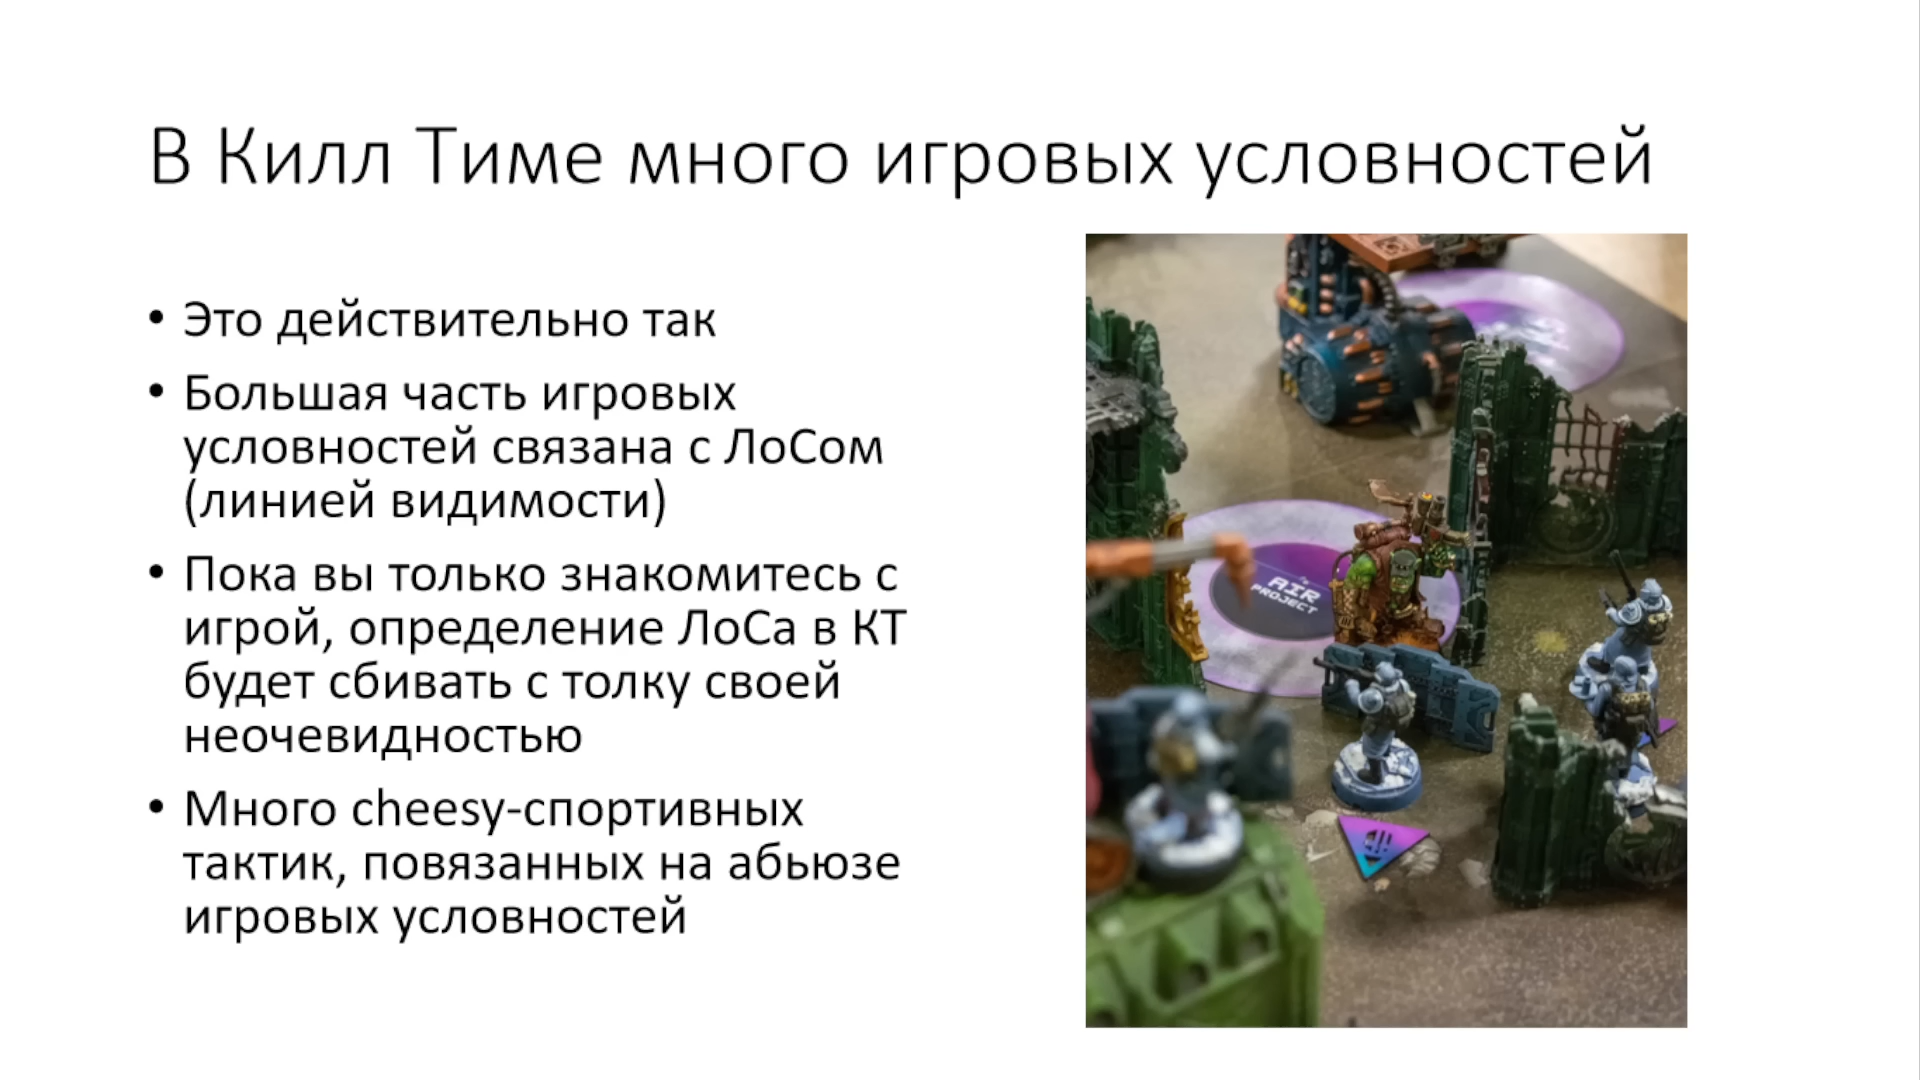 В Килл Тиме много игровых условностей
• Это действительно так
• Большая часть игровых
условностей связана с ЛоСом
(линией видимости)
• Пока вы только знакомитесь с
игрой, определение ЛоСа в КТ
будет сбивать с толку своей
неочевидностью
• Много cheesy-спортивных
тактик, повязанных на абьюзе
игровых условностей
AIR
PROJECT